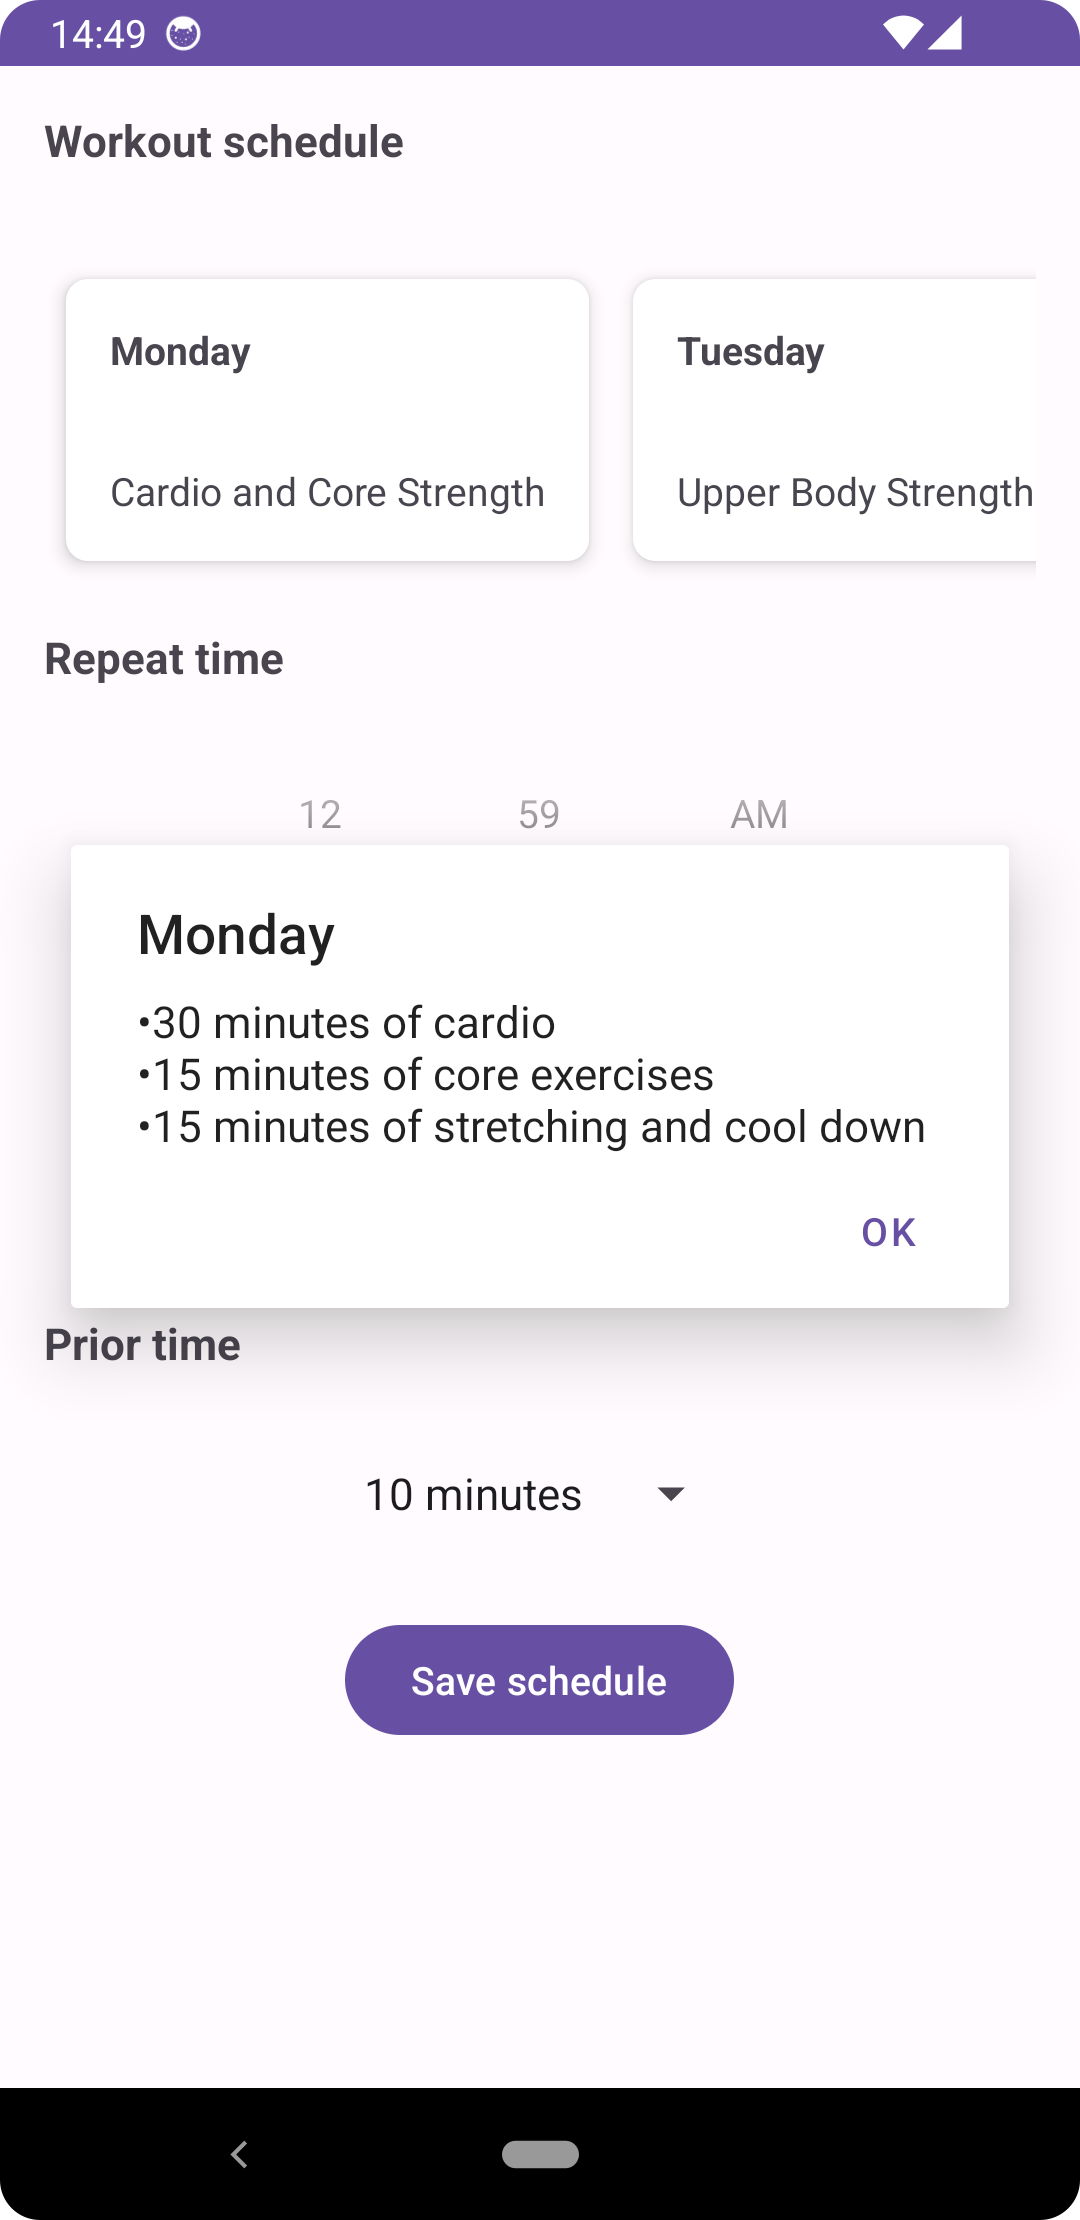 14:49
Workout schedule
Monday
Tuesday
Cardio and Core Strength
Upper Body Strength
Repeat time
12 59 AM
Monday
•30 minutes of cardio
•15 minutes of core exercises
•15 minutes of stretching and cool down
OK
Prior time
10 minutes
Save schedule